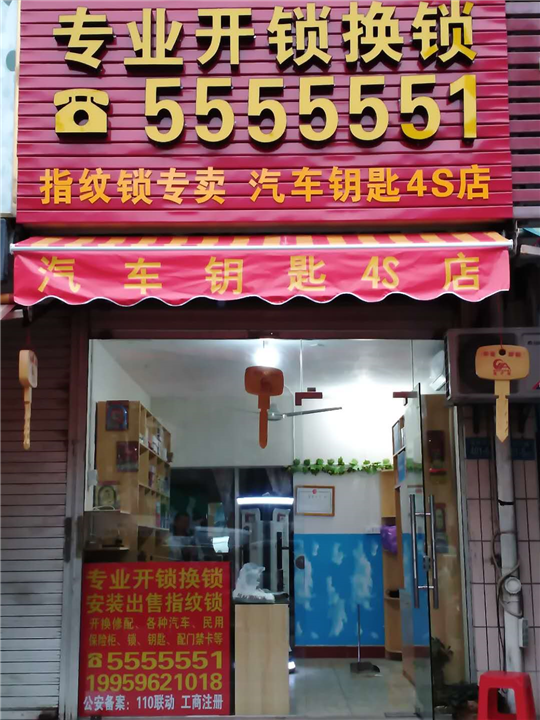 专业开锁换锁
☎5555551
指纹锁专卖 汽车钥匙4S店
汽车钥匙4S店
专业开锁换锁
安装出售指纹锁
开换修配、各种汽车、民用
保险柜、锁、钥匙、配门禁卡等
☎5555551
19959621018
公安备案：110联动 工商注册